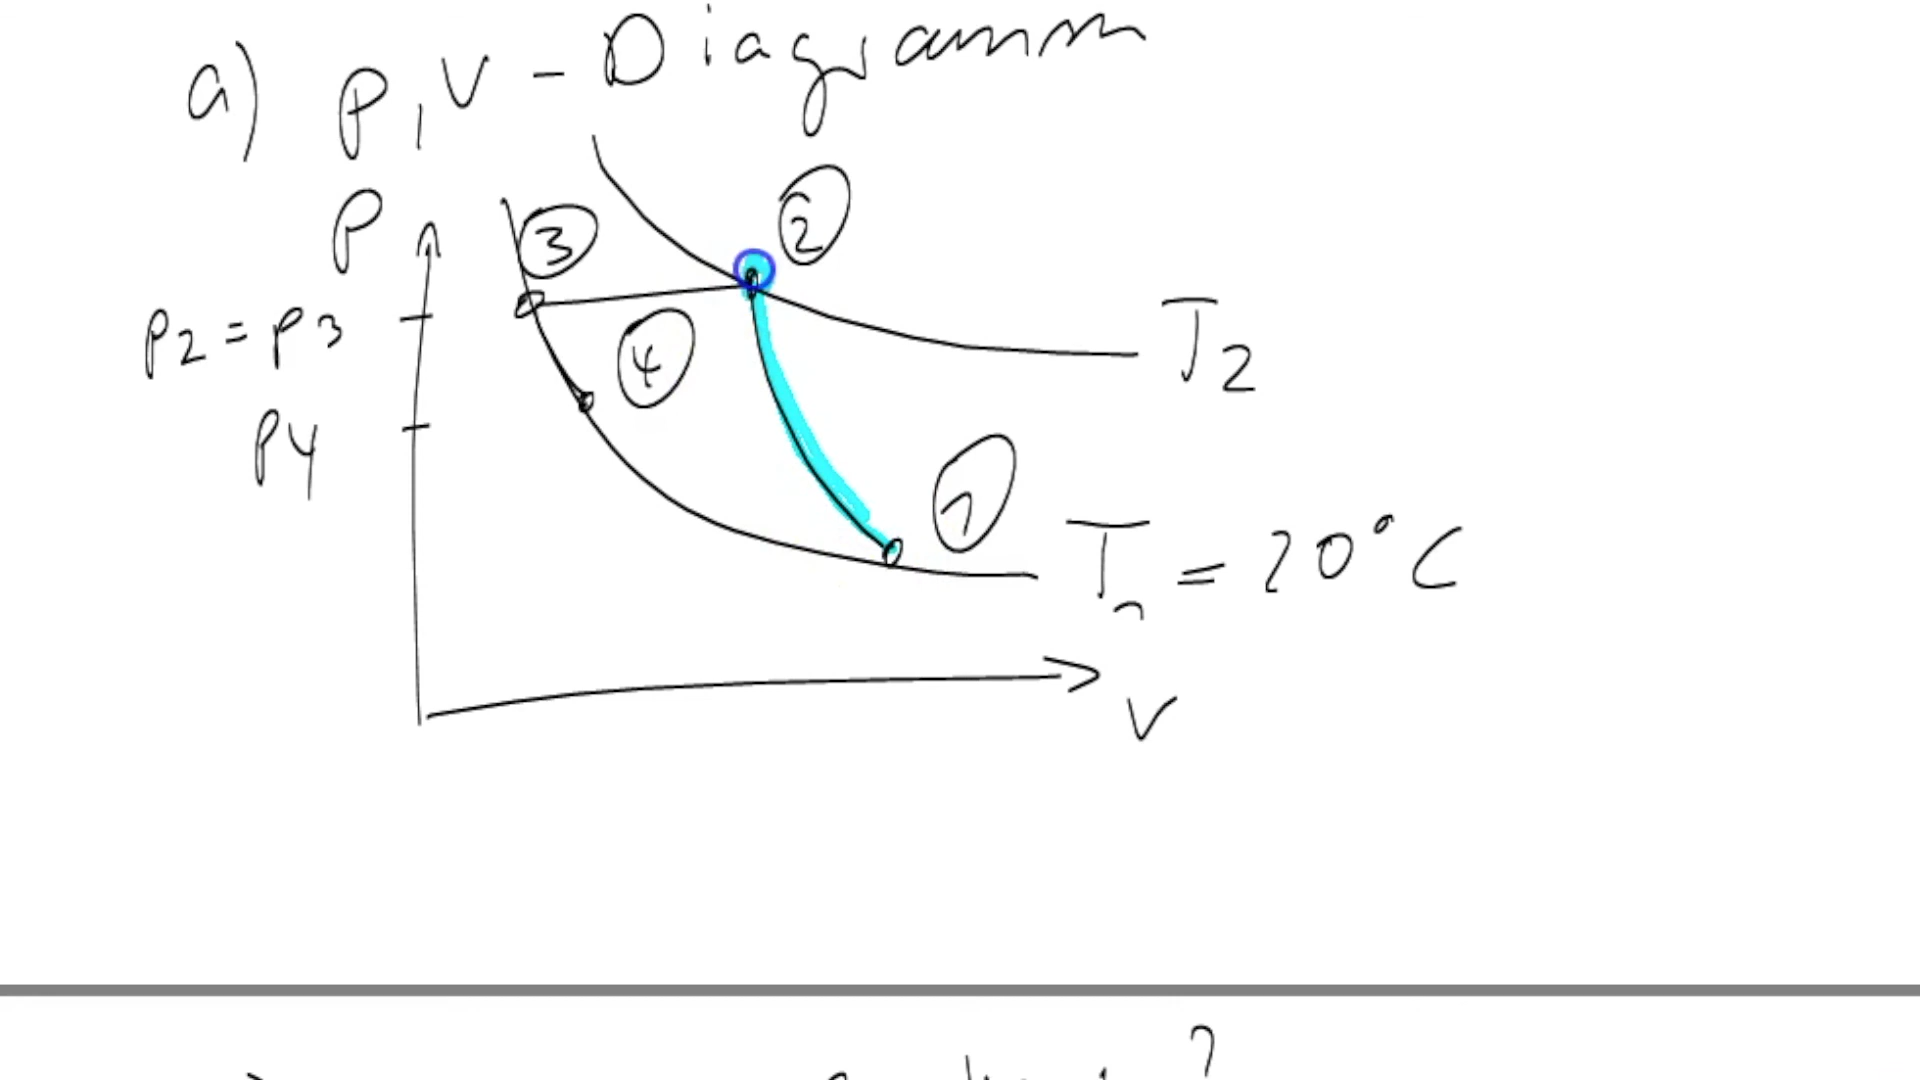 a) p,V - Diagramm
p
②
③
p2 = p3
④
T2
p4
①
T1 = 20°C
V
?